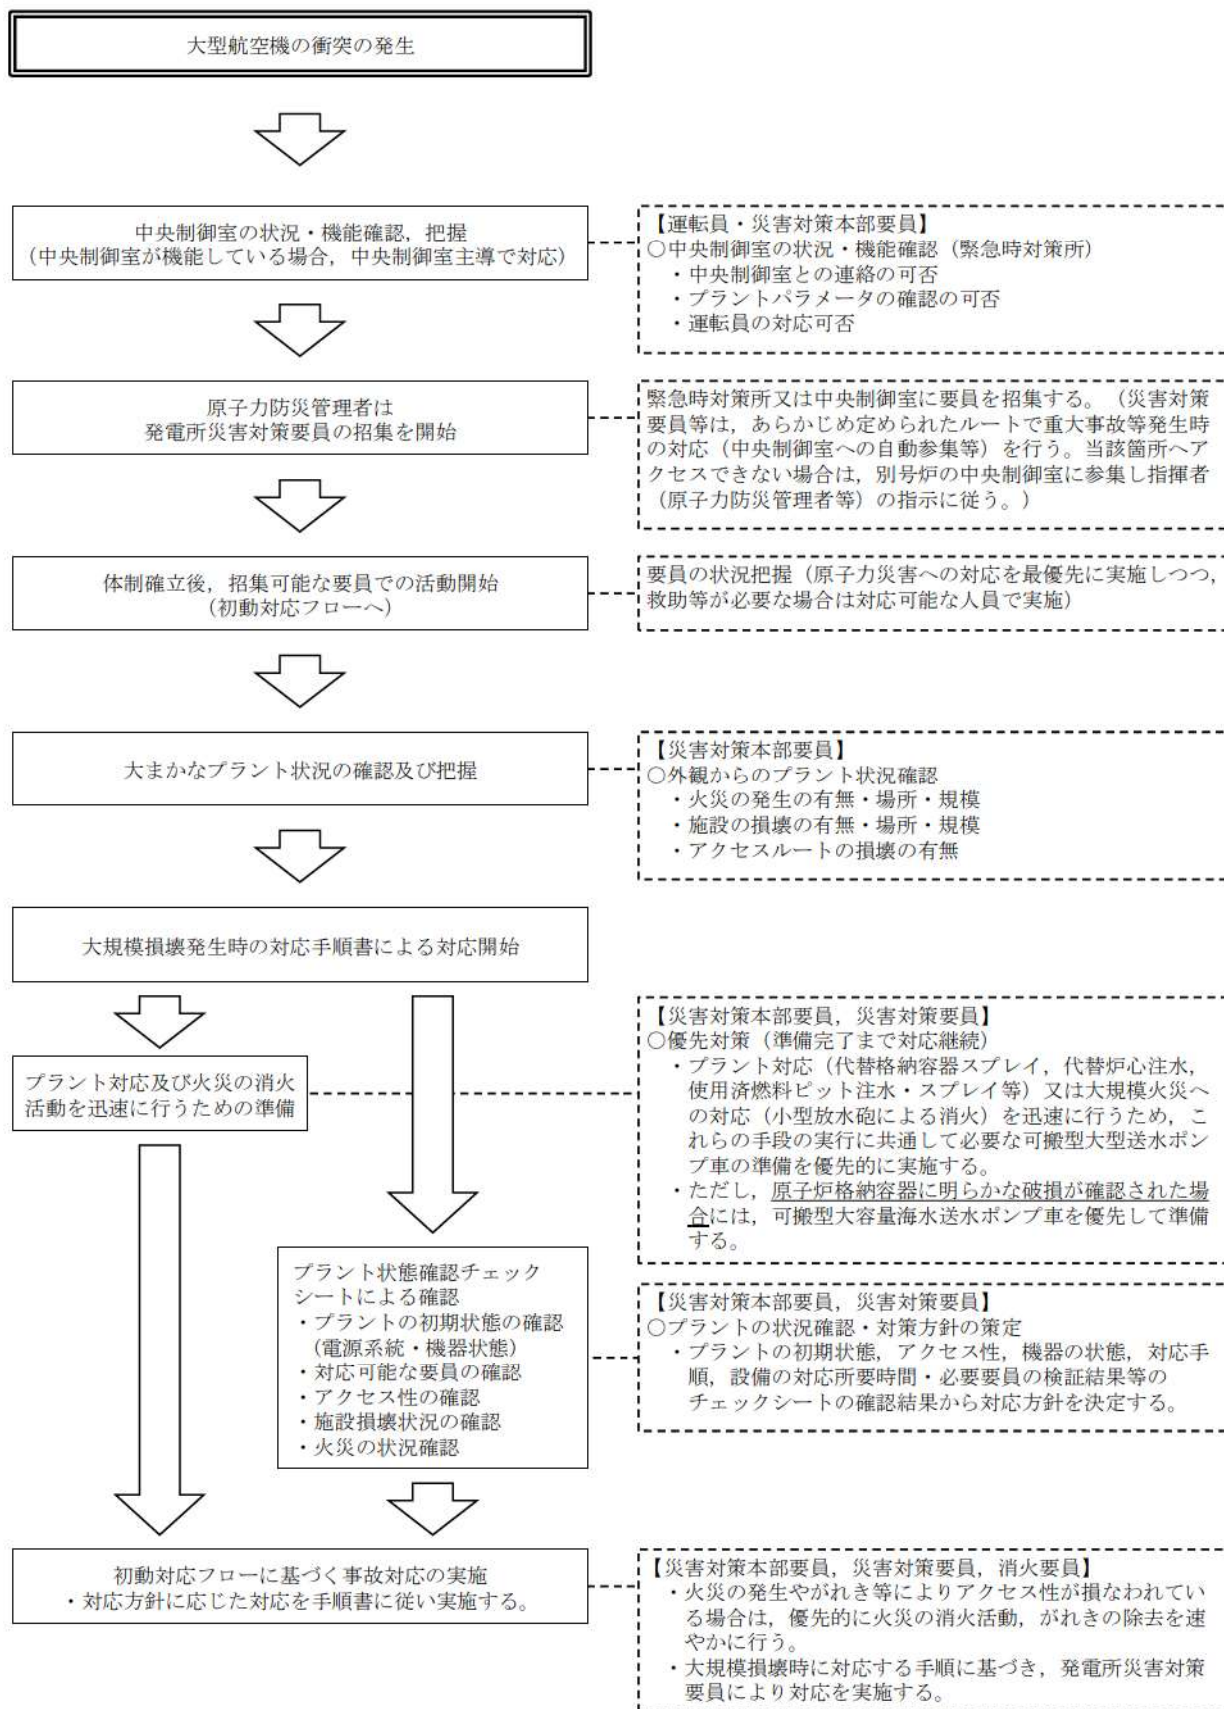 大型航空機の衝突の発生
中央制御室の状況・機能確認，把握
（中央制御室が機能している場合，中央制御室主導で対応）
【運転員・災害対策本部要員】
○中央制御室の状況・機能確認（緊急時対策所）
・中央制御室との連絡の可否
・プラントパラメータの確認の可否
・運転員の対応可否
原子力防災管理者は
発電所災害対策要員の招集を開始
緊急時対策所又は中央制御室に要員を招集する。（災害対策
要員等は，あらかじめ定められたルートで重大事故等発生時
の対応（中央制御室への自動参集等）を行う。当該箇所へア
クセスできない場合は，別号炉の中央制御室に参集し指揮者
（原子力防災管理者等）の指示に従う。）
体制確立後，招集可能な要員での活動開始
（初動対応フローへ）
要員の状況把握（原子力災害への対応を最優先に実施しつつ，
救助等が必要な場合は対応可能な人員で実施）
大まかなプラント状況の確認及び把握
【災害対策本部要員】
○外観からのプラント状況確認
・火災の発生の有無・場所・規模
・施設の損壊の有無・場所・規模
・アクセスルートの損壊の有無
大規模損壊発生時の対応手順書による対応開始
プラント対応及び火災の消火
活動を迅速に行うための準備
【災害対策本部要員，災害対策要員】
○優先対策（準備完了まで対応継続）
・プラント対応（代替格納容器スプレイ，代替炉心注水，
使用済燃料ピット注水・スプレイ等）又は大規模火災へ
の対応（小型放水砲による消火）を迅速に行うため，こ
れらの手段の実行に共通して必要な可搬型大型送水ポン
プ車の準備を優先的に実施する。
・ただし，原子炉格納容器に明らかな破損が確認された場
合には，可搬型大容量海水送水ポンプ車を優先して準備
する。
プラント状態確認チェック
シートによる確認
・プラントの初期状態の確認
（電源系統・機器状態）
・対応可能な要員の確認
・アクセス性の確認
・施設損壊状況の確認
・火災の状況確認
【災害対策本部要員，災害対策要員】
○プラントの状況確認・対策方針の策定
・プラントの初期状態，アクセス性，機器の状態，対応手
順，設備の対応所要時間・必要要員の検証結果等の
チェックシートの確認結果から対応方針を決定する。
初動対応フローに基づく事故対応の実施
・対応方針に応じた対応を手順書に従い実施する。
【災害対策本部要員，災害対策要員，消火要員】
・火災の発生やがれき等によりアクセス性が損なわれてい
る場合は，優先的に火災の消火活動，がれきの除去を速
やかに行う。
・大規模損壊時に対応する手順に基づき，発電所災害対策
要員により対応を実施する。